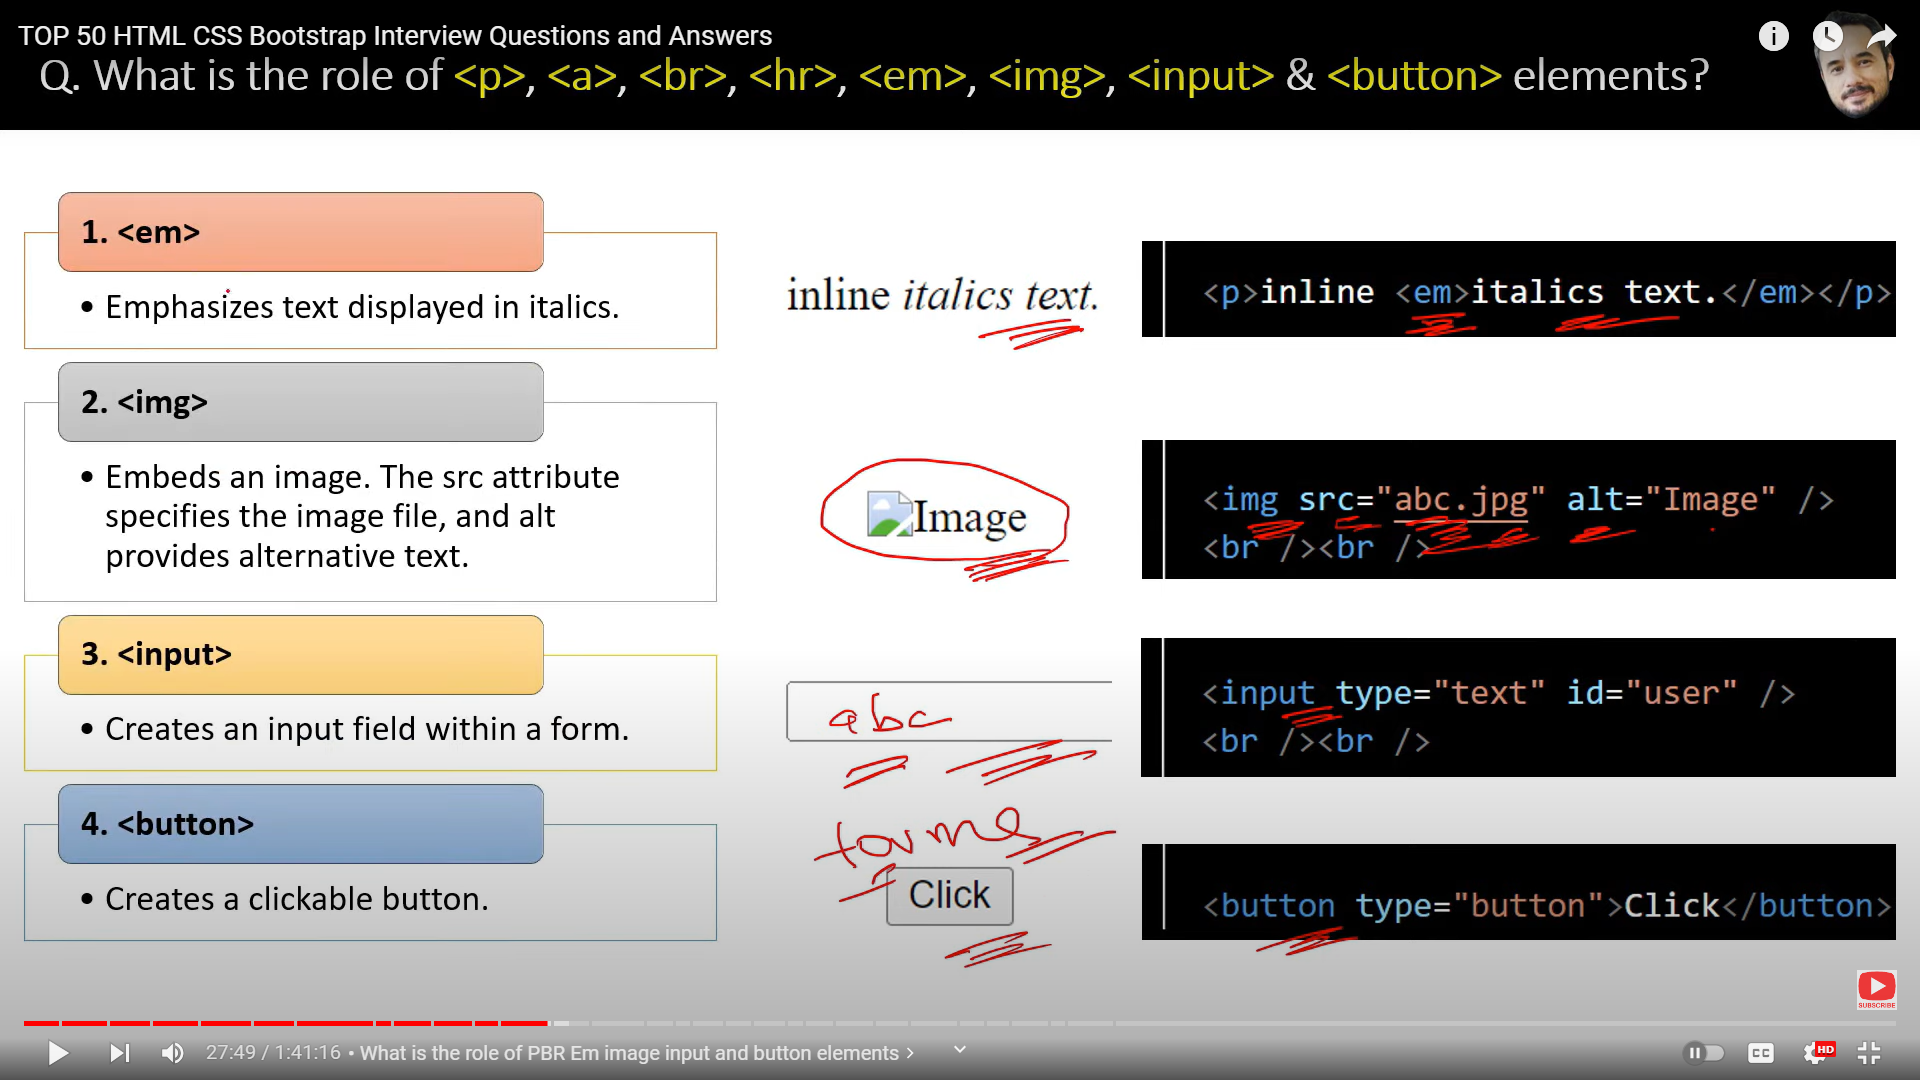 TOP 50 HTML CSS Bootstrap Interview Questions and Answers
Q. What is the role of <p>, <a>, <br>, <hr>, <em>, <img>, <input> & <button> elements?
1. <em>
• Emphasizes text displayed in italics.
inline italics text.
<p>inline <em>italics text.</em></p>
2. <img>
• Embeds an image. The src attribute
specifies the image file, and alt
provides alternative text.
Image
<img src="abc.jpg" alt="Image" />
<br /><br />
3. <input>
• Creates an input field within a form.
abc
<input type="text" id="user" />
<br /><br />
4. <button>
• Creates a clickable button.
Click
<button type="button">Click</button>
SUBSCRIBE
27:49 / 1:41:16 • What is the role of PBR Em image input and button elements >
CC
HD